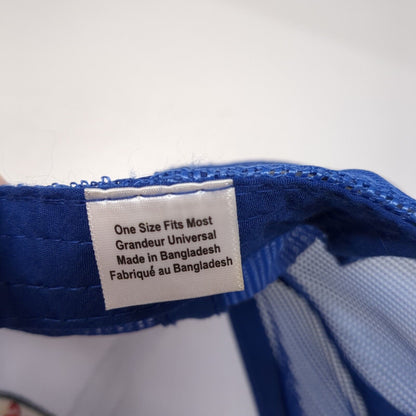 One Size Fits Most
Grandeur Universal
Made in Bangladesh
Fabriqué au Bangladesh